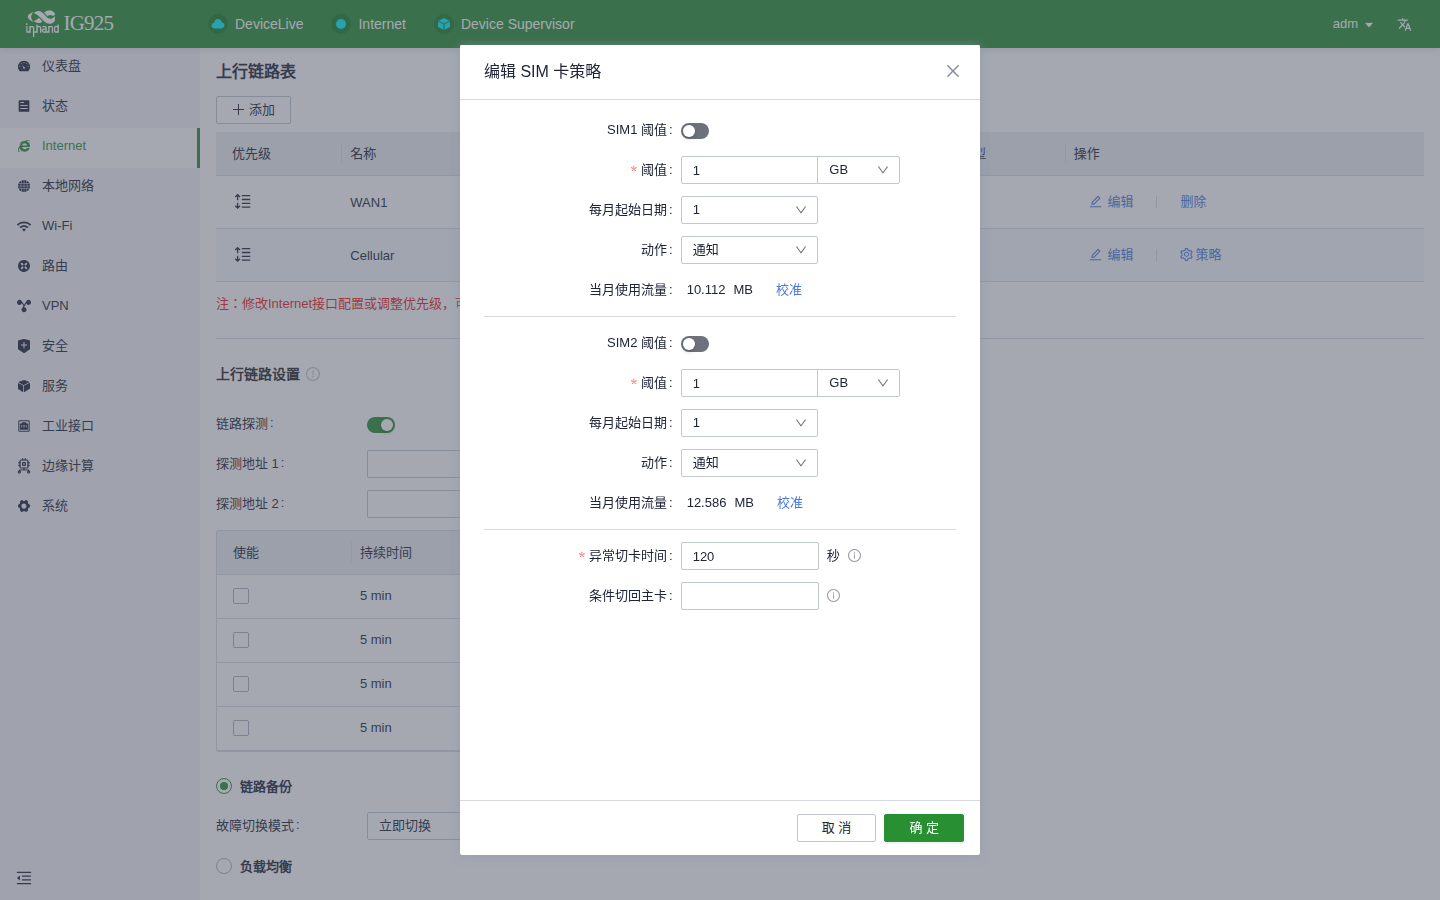 inhand IG925
DeviceLive
Internet
Device Supervisor
adm
仪表盘
状态
Internet
本地网络
Wi-Fi
路由
VPN
安全
服务
工业接口
边缘计算
系统
上行链路表
添加
优先级
名称
型
操作
WAN1
编辑
删除
Cellular
编辑
策略
注：修改Internet接口配置或调整优先级，可
上行链路设置
链路探测:
探测地址 1:
探测地址 2:
使能
持续时间
5 min
5 min
5 min
5 min
链路备份
故障切换模式:
立即切换
负载均衡
编辑 SIM 卡策略
SIM1 阈值:
* 阈值: 1 GB
每月起始日期: 1
动作: 通知
当月使用流量: 10.112 MB 校准
SIM2 阈值:
* 阈值: 1 GB
每月起始日期: 1
动作: 通知
当月使用流量: 12.586 MB 校准
* 异常切卡时间: 120 秒
条件切回主卡:
取 消
确 定